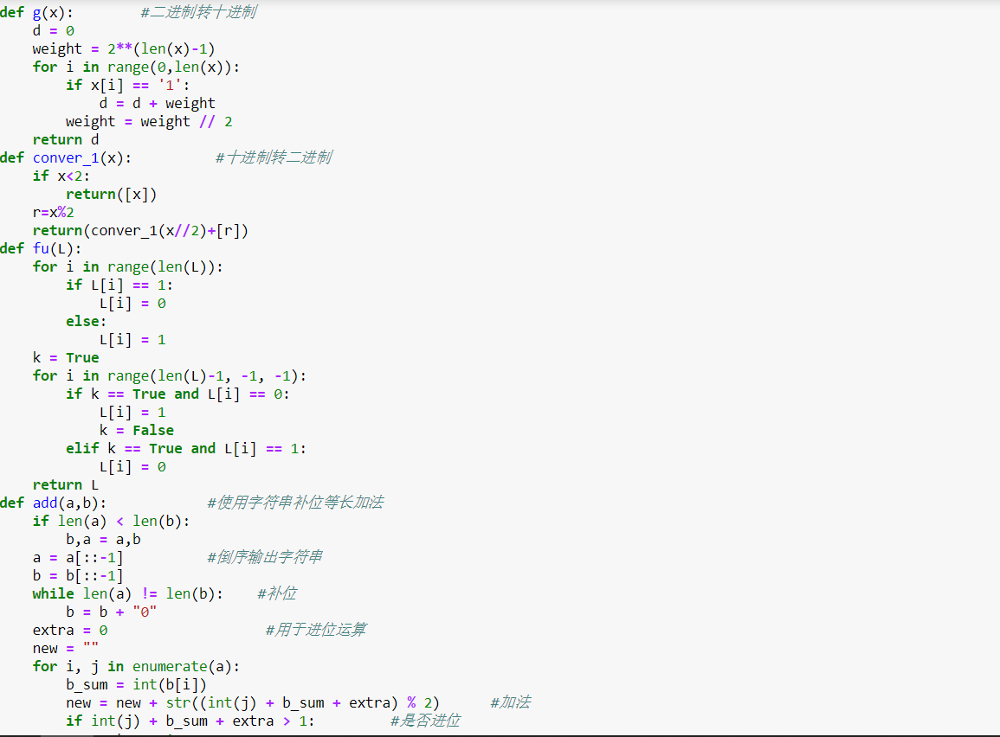 def g(x):        #二进制转十进制
    d = 0
    weight = 2**(len(x)-1)
    for i in range(0,len(x)):
        if x[i] == '1':
            d = d + weight
        weight = weight // 2
    return d
def conver_1(x):          #十进制转二进制
    if x<2:
        return([x])
    r=x%2
    return(conver_1(x//2)+[r])
def fu(L):
    for i in range(len(L)):
        if L[i] == 1:
            L[i] = 0
        else:
            L[i] = 1
    k = True
    for i in range(len(L)-1, -1, -1):
        if k == True and L[i] == 0:
            L[i] = 1
            k = False
        elif k == True and L[i] == 1:
            L[i] = 0
    return L
def add(a,b):            #使用字符串补位等长加法
    if len(a) < len(b):
        b,a = a,b
    a = a[::-1]          #倒序输出字符串
    b = b[::-1]
    while len(a) != len(b):    #补位
        b = b + "0"
    extra = 0                   #用于进位运算
    new = ""
    for i, j in enumerate(a):
        b_sum = int(b[i])
        new = new + str((int(j) + b_sum + extra) % 2)      #加法
        if int(j) + b_sum + extra > 1:         #是否进位